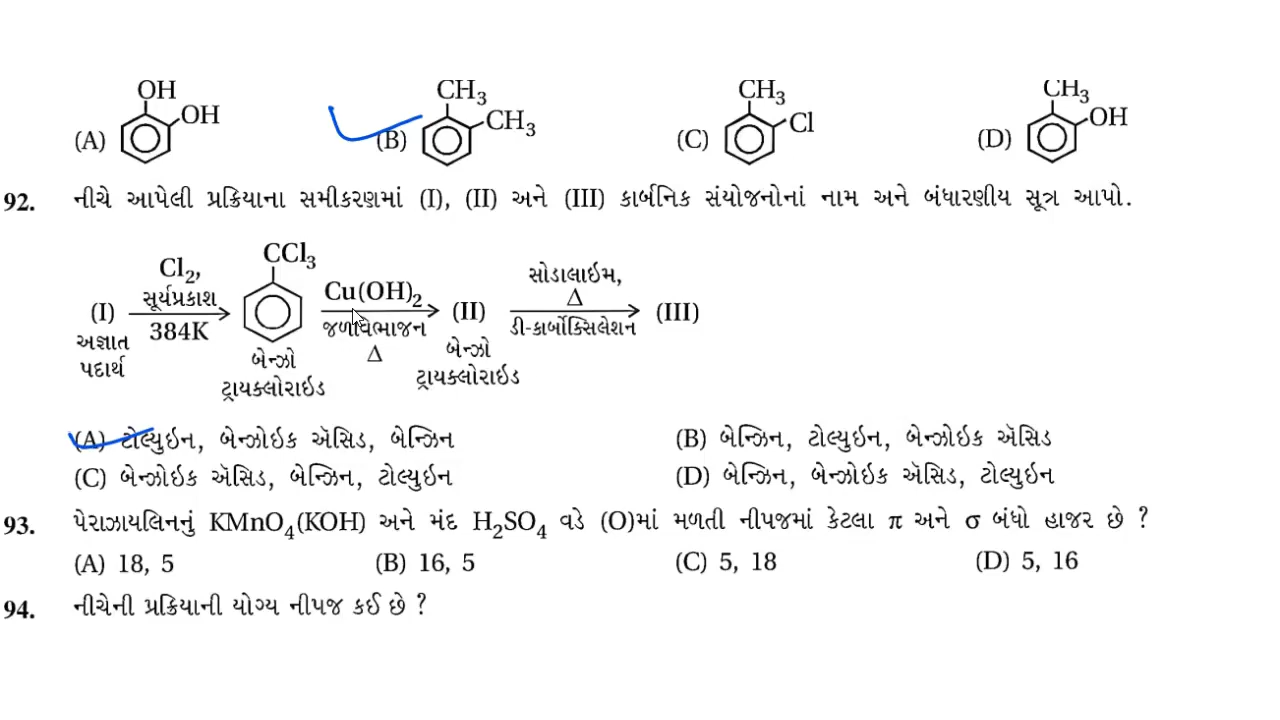 OH CH₃ CH₃ CH₃
OH CH₃ Cl OH
(A) (B) (C) (D)
92. નીચે આપેલી પ્રક્રિયાના સમીકરણમાં (I), (II) અને (III) કાર્બનિક સંયોજનોનાં નામ અને બંધારણીય સૂત્ર આપો.
CCl₃
Cl₂, સોડાલાઇમ,
સૂર્યપ્રકાશ Cu(OH)₂ Δ
(I) (II) (III)
384K જળવિભાજન ડી-કાર્બોક્સિલેશન
અજ્ઞાત Δ બેન્ઝો
પદાર્થ બેન્ઝો ટ્રાયક્લોરાઇડ
ટ્રાયક્લોરાઇડ
(A) ટોલ્યુઇન, બેન્ઝોઇક ઍસિડ, બેન્ઝિન (B) બેન્ઝિન, ટોલ્યુઇન, બેન્ઝોઇક ઍસિડ
(C) બેન્ઝોઇક ઍસિડ, બેન્ઝિન, ટોલ્યુઇન (D) બેન્ઝિન, બેન્ઝોઇક ઍસિડ, ટોલ્યુઇન
93. પેરાઝાયલિનનું KMnO₄(KOH) અને મંદ H₂SO₄ વડે (O)માં મળતી નીપજમાં કેટલા π અને σ બંધો હાજર છે ?
(A) 18, 5 (B) 16, 5 (C) 5, 18 (D) 5, 16
94. નીચેની પ્રક્રિયાની યોગ્ય નીપજ કઈ છે ?